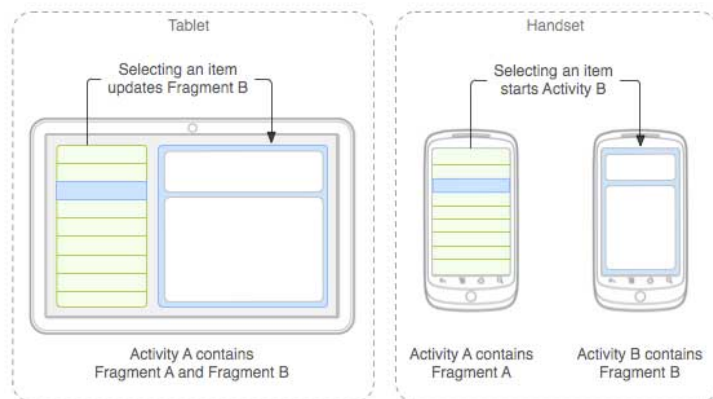 Tablet
Selecting an item
updates Fragment B
Activity A contains
Fragment A and Fragment B
Handset
Selecting an item
starts Activity B
Activity A contains
Fragment A
Activity B contains
Fragment B